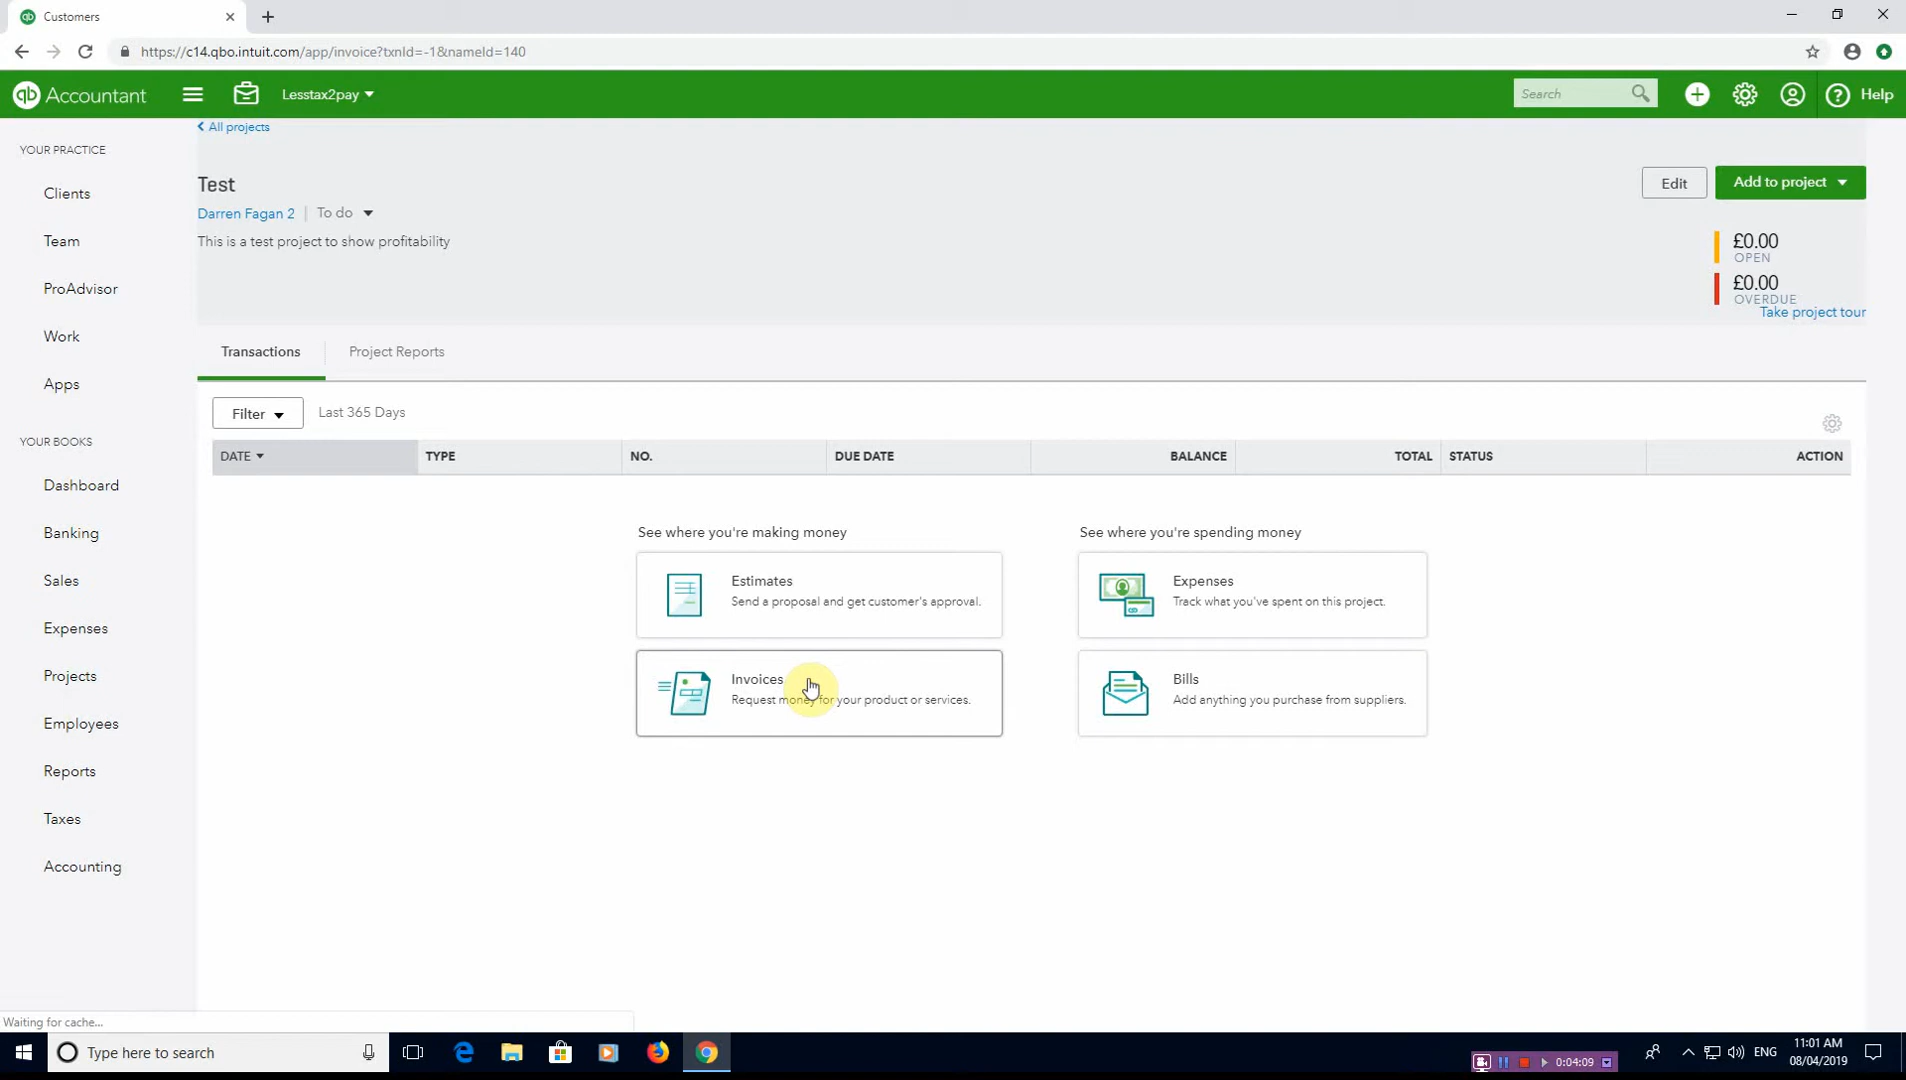 Customers
https://c14.qbo.intuit.com/app/invoice?txnId=-1&nameId=140
qb Accountant
Lesstax2pay
Search
Help
YOUR PRACTICE
Clients
Team
ProAdvisor
Work
Apps
YOUR BOOKS
Dashboard
Banking
Sales
Expenses
Projects
Employees
Reports
Taxes
Accounting
All projects
Test
Edit
Add to project
Darren Fagan 2 | To do
This is a test project to show profitability
£0.00
OPEN
£0.00
OVERDUE
Take project tour
Transactions
Project Reports
Filter
Last 365 Days
DATE TYPE NO. DUE DATE BALANCE TOTAL STATUS ACTION
See where you're making money
Estimates
Send a proposal and get customer's approval.
Invoices
Request money for your product or services.
See where you're spending money
Expenses
Track what you've spent on this project.
Bills
Add anything you purchase from suppliers.
Waiting for cache...
Type here to search
0:04:09
ENG
11:01 AM
08/04/2019